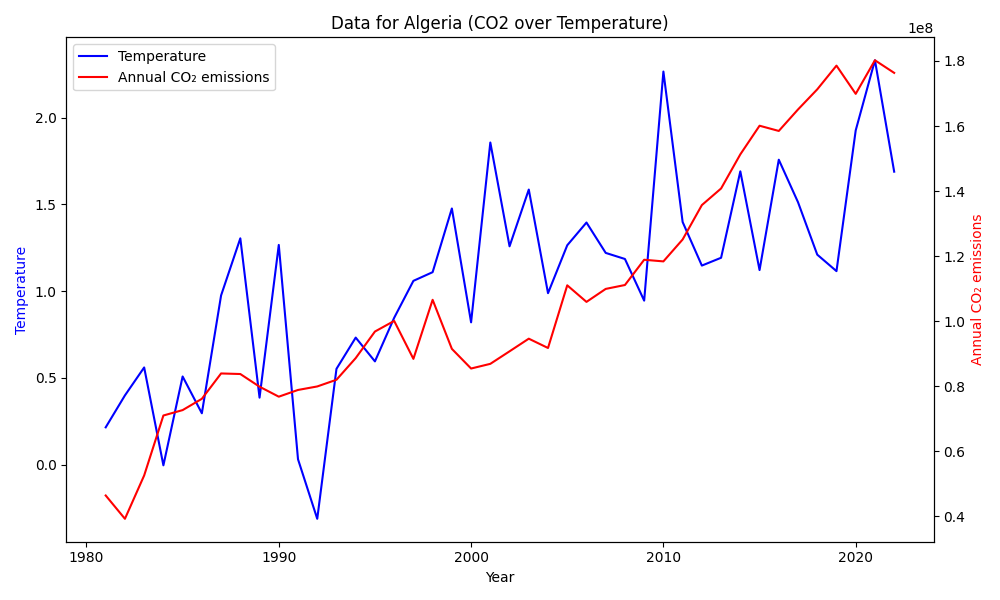 Data for Algeria (CO2 over Temperature)
1e8
Temperature
Annual CO₂ emissions
2.0
1.5
1.0
0.5
0.0
Temperature
1.8
1.6
1.4
1.2
1.0
0.8
0.6
0.4
Annual CO₂ emissions
1980
1990
2000
2010
2020
Year